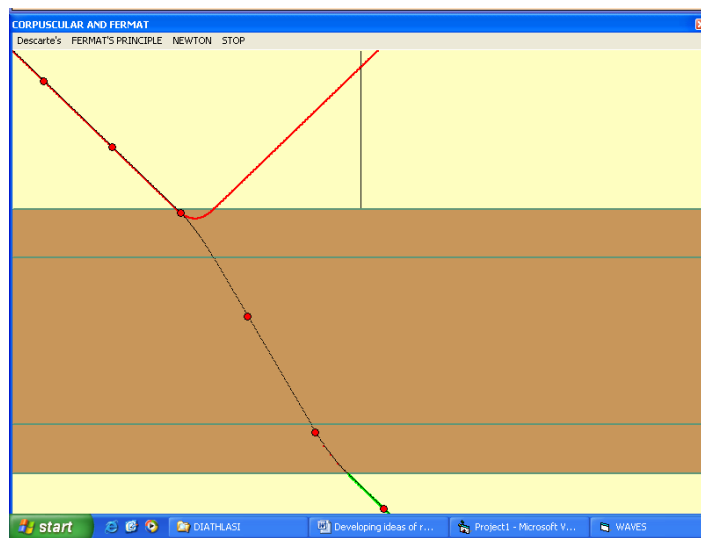 CORPUSCULAR AND FERMAT
Descarte's FERMAT'S PRINCIPLE NEWTON STOP
start DIATHLASI Developing ideas of r... Project1 - Microsoft V... WAVES